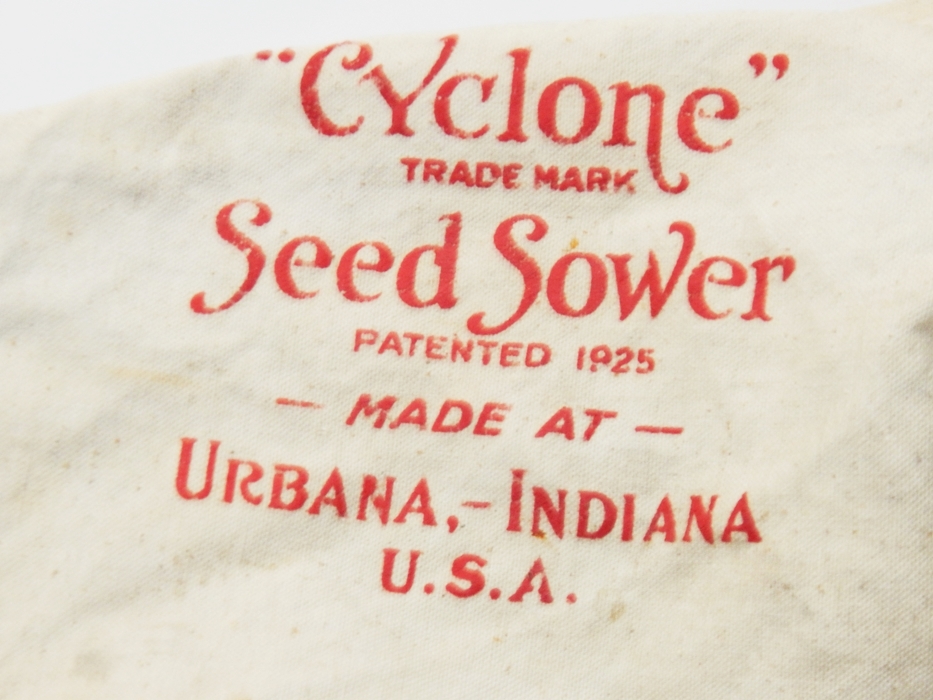 "Cyclone"
TRADE MARK
Seed Sower
PATENTED 1925
— MADE AT —
URBANA,- INDIANA
U.S.A.